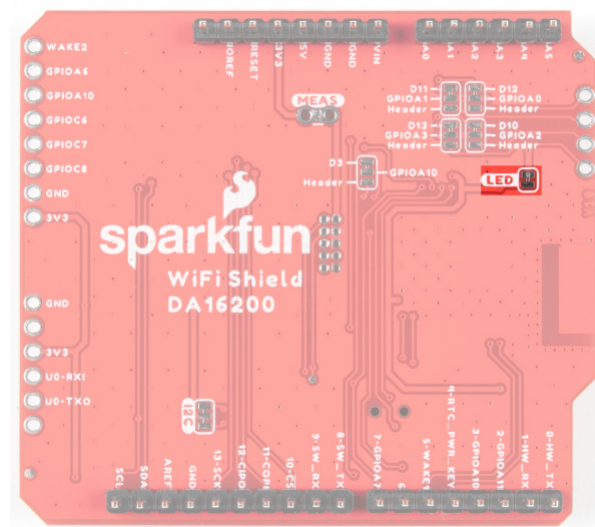 IOREF
RESET
3V3
5V
GND
GND
VIN
A0
A1
A2
A3
A4
A5
WAKE2
GPIOA6
GPIOA10
GPIOC6
GPIOC7
GPIOC8
GND
3V3
MEAS
D11
GPIOA1
Header
D12
GPIOA0
Header
D13
GPIOA3
Header
D10
GPIOA2
Header
D3
GPIOA10
Header
LED
sparkfun
WiFi Shield
DA16200
GND
3V3
U0-RXI
U0-TXO
I2C
SCL
SDA
AREF
GND
13-SCK
12-CIPO
11-COPI
10-CS
9-SW_RX
8-SW_TX
7-GPIOA7
6
5-WAKE1
4-RTC_PWR_KEY
3-GPIOA10
2-GPIOA11
1-HW_RX
0-HW_TX